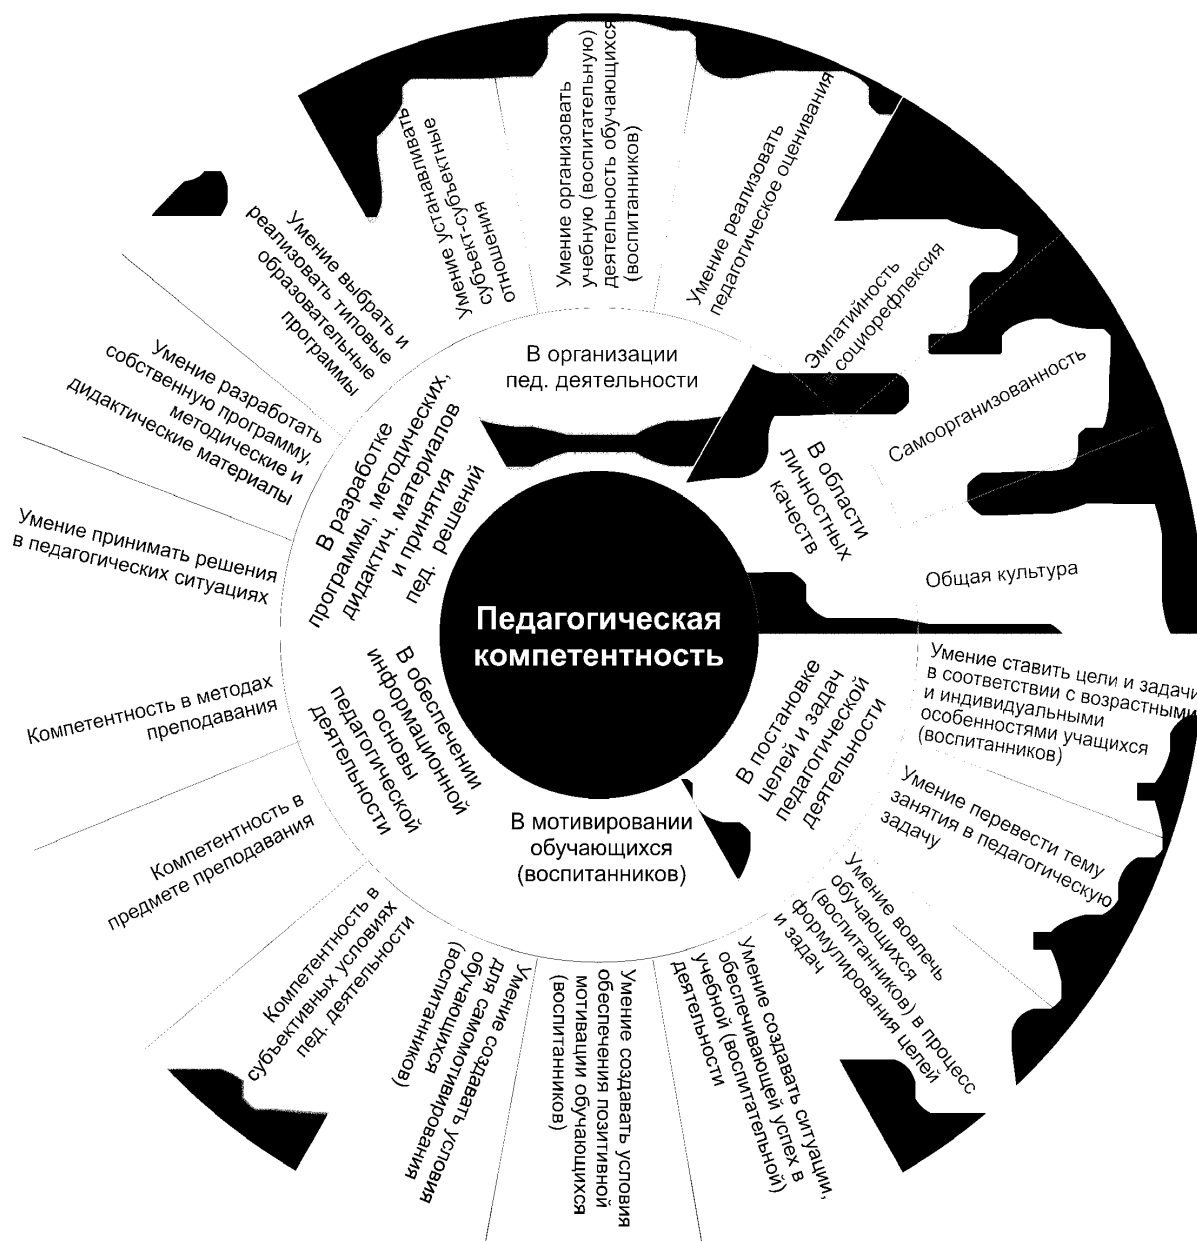 Педагогическая
компетентность
В организации
пед. деятельности
В области
личностных
качеств
В постановке
целей и задач
педагогической
деятельности
В мотивировании
обучающихся
(воспитанников)
В обеспечении
информационной
основы
педагогической
деятельности
В разработке
программы, методических,
дидактич. материалов
и принятия
пед. решений
Умение устанавливать
субъект-субъектные
отношения
Умение организовать
учебную (воспитательную)
деятельность обучающихся
(воспитанников)
Умение реализовать
педагогическое оценивания
Эмпатийность и
социорефлексия
Самоорганизованность
Общая культура
Умение ставить цели и задачи
в соответствии с возрастными
и индивидуальными
особенностями учащихся
(воспитанников)
Умение перевести тему
занятия в педагогическую
задачу
Умение вовлечь
обучающихся
(воспитанников) в процесс
формулирования целей
и задач
Умение создавать ситуации,
обеспечивающей успех в
учебной (воспитательной)
деятельности
Умение создавать условия
обеспечения позитивной
мотивации обучающихся
(воспитанников)
Умение создавать условия
для самомотивирования
обучающихся
(воспитанников)
Компетентность в
субъективных условиях
пед. деятельности
Компетентность в
предмете преподавания
Компетентность в методах
преподавания
Умение принимать решения
в педагогических ситуациях
Умение разработать
собственную программу,
методические и
дидактические материалы
Умение выбрать и
реализовать типовые
образовательные
программы